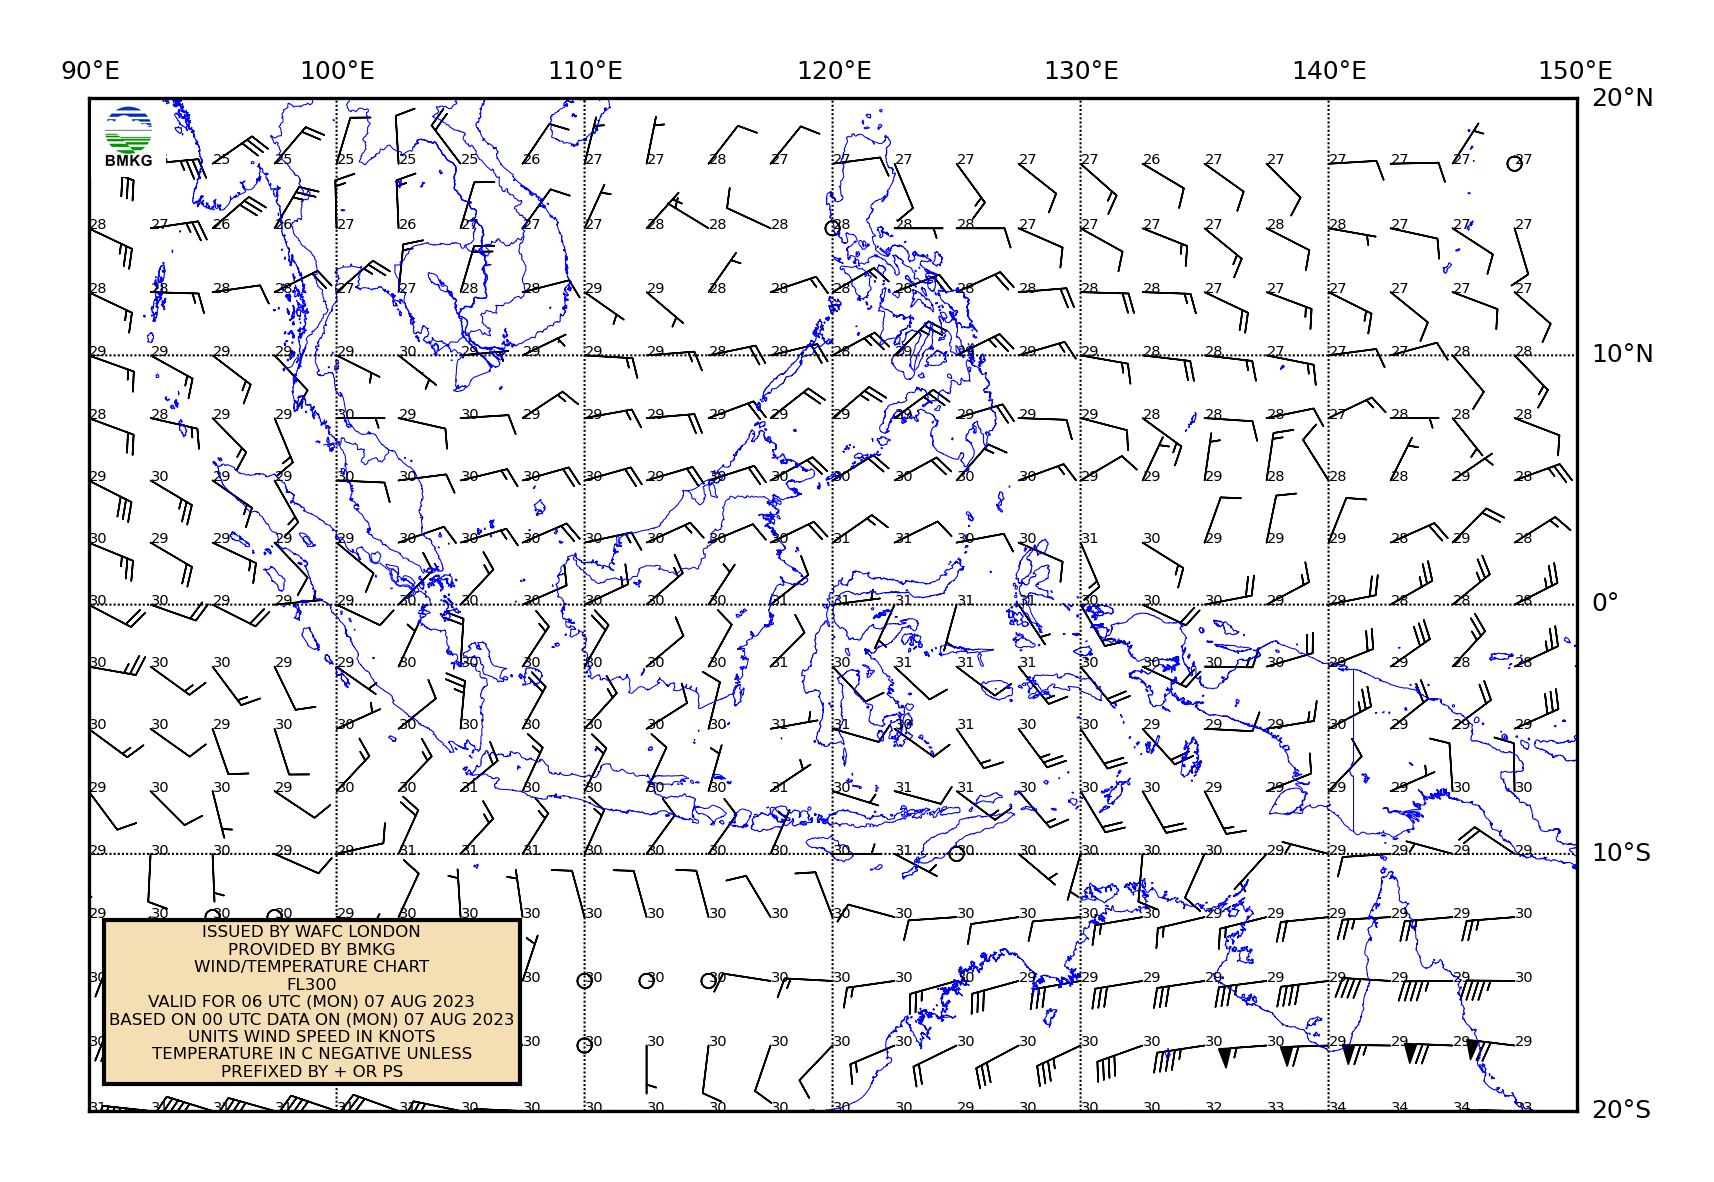 90°E 100°E 110°E 120°E 130°E 140°E 150°E
20°N
BMKG
25 25 25 25 25 26 27 27 28 27 27 27 27 27 27 26 27 27 27 27 27 27
28 27 26 26 27 26 27 27 27 28 28 28 28 28 28 27 27 27 27 28 28 27 27 27
28 28 28 28 27 27 28 28 29 29 28 28 28 28 28 28 28 28 27 27 27 27 27 27
29 29 29 29 29 30 29 29 29 29 28 29 28 29 29 29 29 28 28 27 27 27 28 28 10°N
28 28 29 29 30 29 30 29 29 29 29 29 29 29 29 29 29 28 28 28 27 28 28 28
29 29 29 29 30 30 29 30 30 29 30 30 30 30 30 30 29 29 29 28 28 28 29 28
30 29 29 29 29 30 30 30 30 30 30 30 31 31 30 30 31 30 29 29 29 28 29 28
30 30 30 29 30 30 30 30 30 30 30 31 31 31 31 31 30 30 30 29 29 28 28 28 0°
30 30 30 29 29 30 30 30 30 30 30 31 30 31 31 31 30 30 30 30 29 29 28 28
30 30 29 30 30 30 30 30 30 30 30 31 31 30 31 30 30 29 29 29 30 29 29 29
29 30 30 29 30 30 31 30 30 30 30 31 30 31 31 30 30 30 29 29 29 29 30 30
29 30 30 29 29 31 31 31 30 30 30 30 30 31 30 30 30 30 30 29 29 29 29 29 10°S
29 30 30 30 29 30 30 30 30 30 30 30 30 30 30 30 30 30 29 29 29 29 29 30
30 30 30 30 30 30 30 30 30 29 29 29 29 29 30 29 30 30
30 30 30 30 30 30 30 30 30 30 30 30 30 30 29 29 29 29
ISSUED BY WAFC LONDON
PROVIDED BY BMKG
WIND/TEMPERATURE CHART
FL300
VALID FOR 06 UTC (MON) 07 AUG 2023
BASED ON 00 UTC DATA ON (MON) 07 AUG 2023
UNITS WIND SPEED IN KNOTS
TEMPERATURE IN C NEGATIVE UNLESS
PREFIXED BY + OR PS
30 30 30 30 30 30 29 30 30 30 32 33 34 34 34 33
20°S